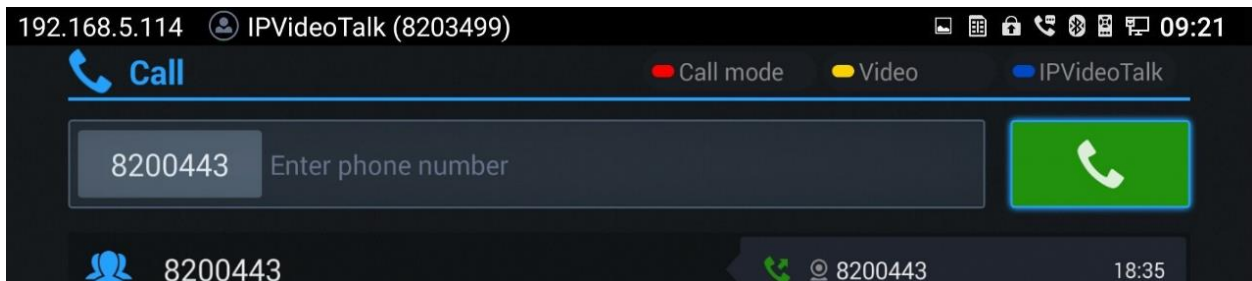 192.168.5.114 IPVideoTalk (8203499) 09:21
Call Call mode Video IPVideoTalk
8200443 Enter phone number
8200443 8200443 18:35